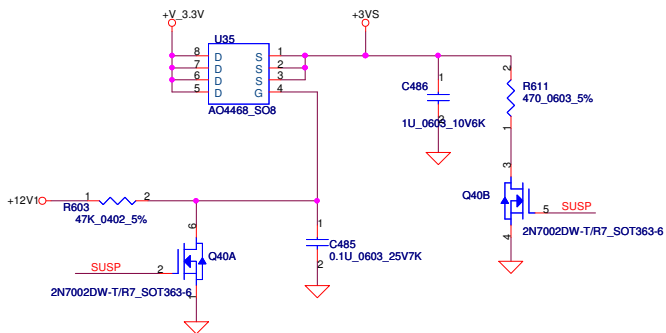 +V_3.3V
+3VS
U35
8 D S 1
7 D S 2
6 D S 3
5 D G 4
AO4468_SO8
C486
1
2
1U_0603_10V6K
2
R611
470_0603_5%
1
3
Q40B
SUSP
5
4
2N7002DW-T/R7_SOT363-6
+12V1
1
2
R603
47K_0402_5%
6
Q40A
SUSP
2
1
2N7002DW-T/R7_SOT363-6
1
C485
0.1U_0603_25V7K
2